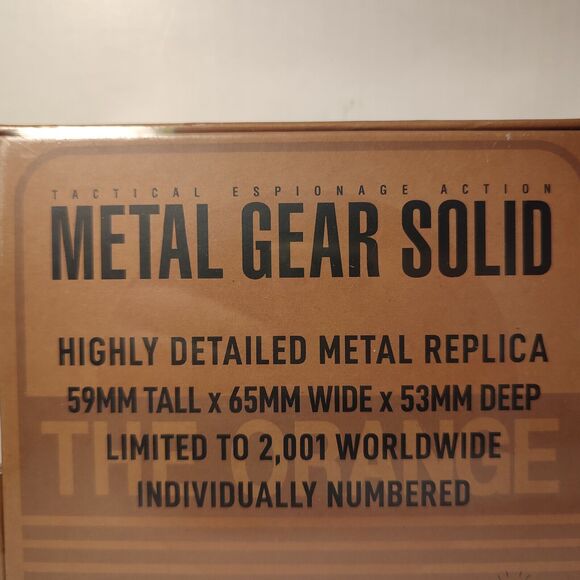 TACTICAL ESPIONAGE ACTION
METAL GEAR SOLID
HIGHLY DETAILED METAL REPLICA
59MM TALL x 65MM WIDE x 53MM DEEP
LIMITED TO 2,001 WORLDWIDE
THE ORANGE
INDIVIDUALLY NUMBERED